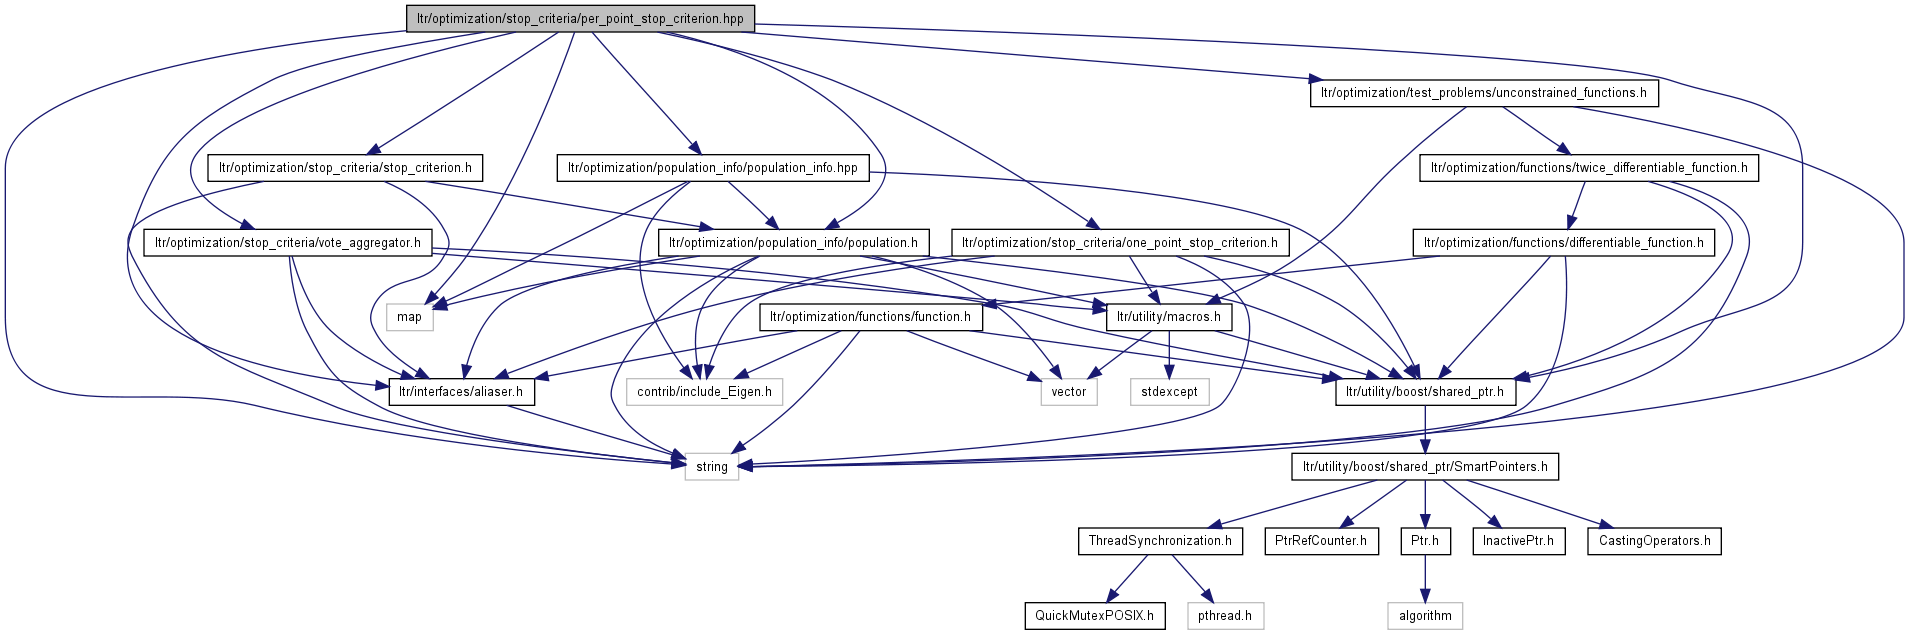 ltr/optimization/stop_criteria/per_point_stop_criterion.hpp
ltr/optimization/test_problems/unconstrained_functions.h
ltr/optimization/stop_criteria/stop_criterion.h
ltr/optimization/population_info/population_info.hpp
ltr/optimization/functions/twice_differentiable_function.h
ltr/optimization/stop_criteria/vote_aggregator.h
ltr/optimization/population_info/population.h
ltr/optimization/stop_criteria/one_point_stop_criterion.h
ltr/optimization/functions/differentiable_function.h
map
ltr/optimization/functions/function.h
ltr/utility/macros.h
ltr/interfaces/aliaser.h
contrib/include_Eigen.h
vector
stdexcept
ltr/utility/boost/shared_ptr.h
string
ltr/utility/boost/shared_ptr/SmartPointers.h
ThreadSynchronization.h
PtrRefCounter.h
Ptr.h
InactivePtr.h
CastingOperators.h
QuickMutexPOSIX.h
pthread.h
algorithm